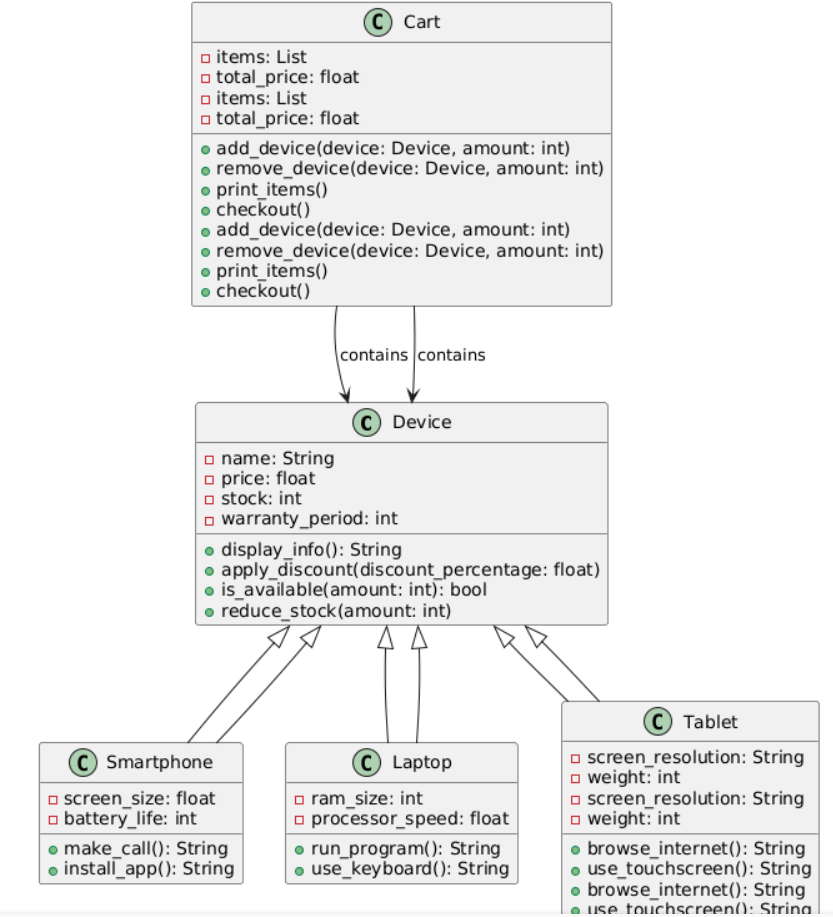 C Cart
items: List
total_price: float
items: List
total_price: float
add_device(device: Device, amount: int)
remove_device(device: Device, amount: int)
print_items()
checkout()
add_device(device: Device, amount: int)
remove_device(device: Device, amount: int)
print_items()
checkout()
contains contains
C Device
name: String
price: float
stock: int
warranty_period: int
display_info(): String
apply_discount(discount_percentage: float)
is_available(amount: int): bool
reduce_stock(amount: int)
C Smartphone
screen_size: float
battery_life: int
make_call(): String
install_app(): String
C Laptop
ram_size: int
processor_speed: float
run_program(): String
use_keyboard(): String
C Tablet
screen_resolution: String
weight: int
screen_resolution: String
weight: int
browse_internet(): String
use_touchscreen(): String
browse_internet(): String
use_touchscreen(): String